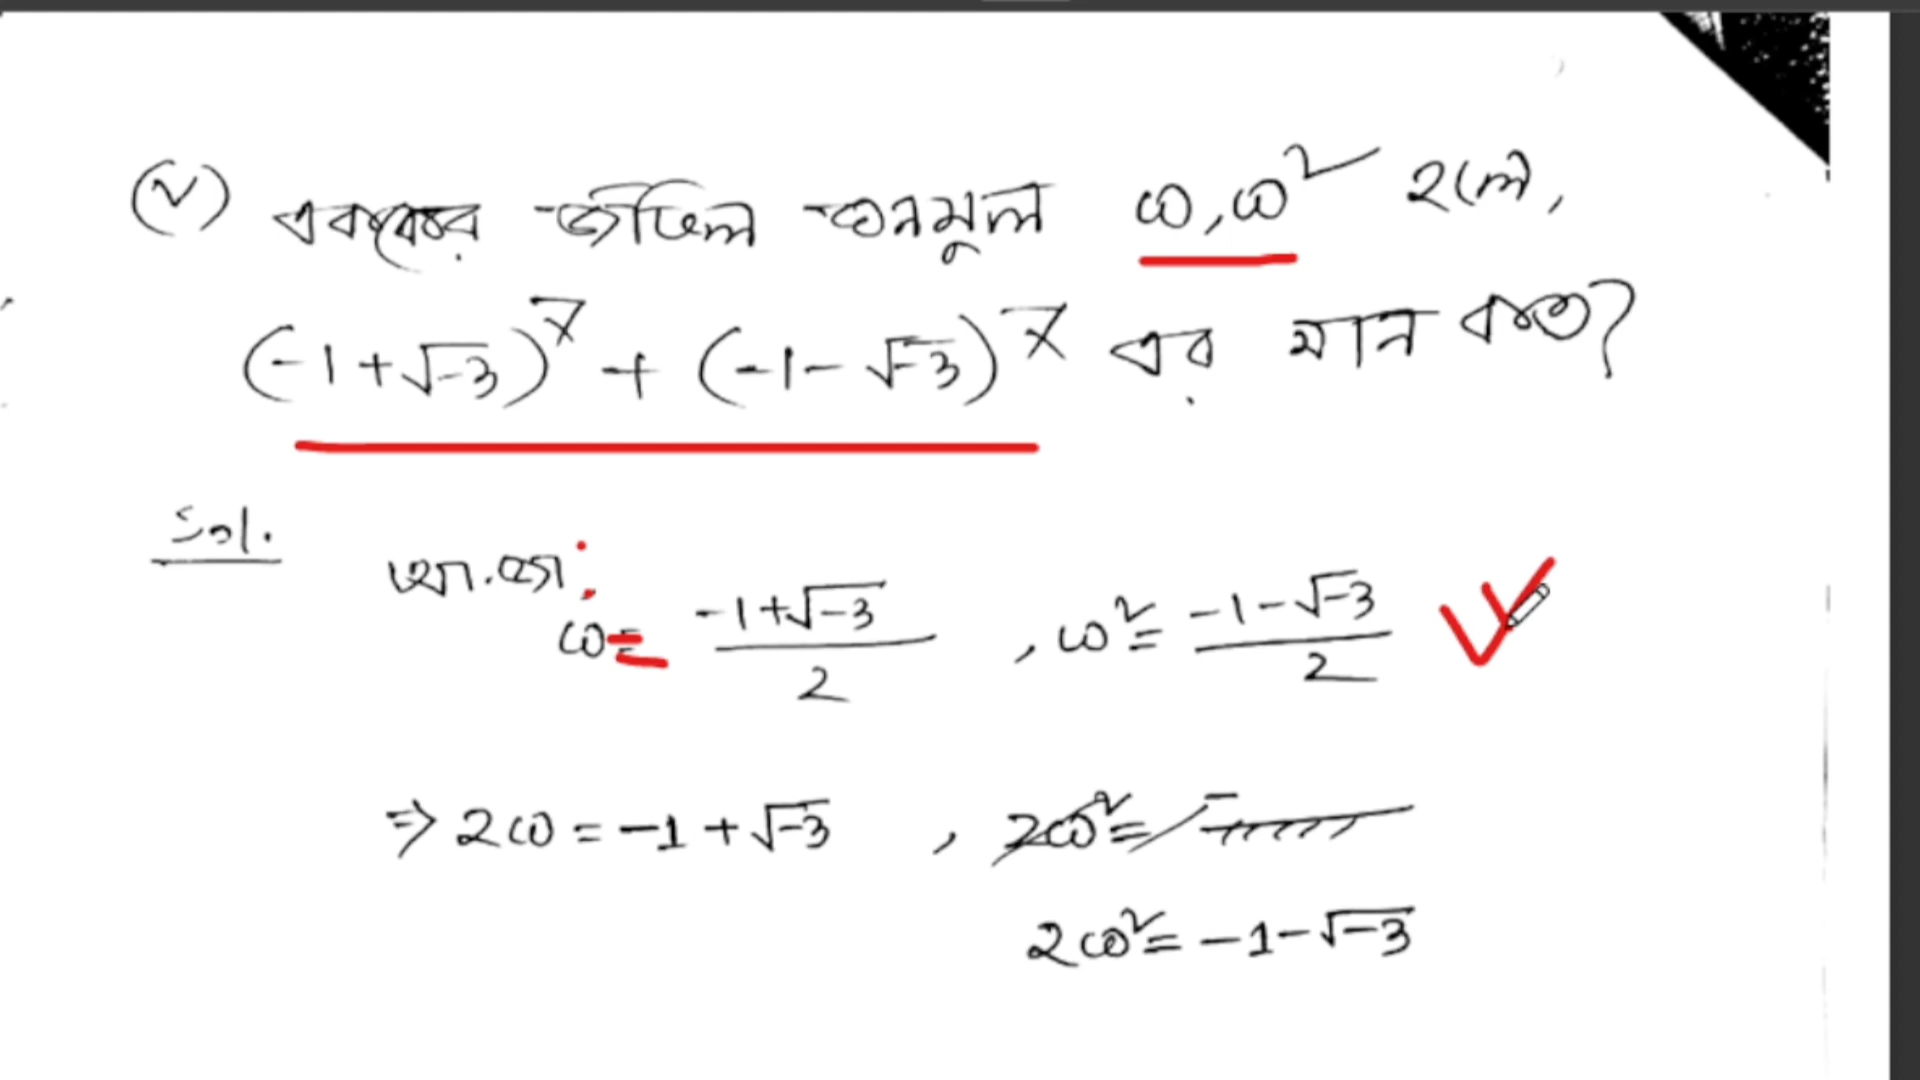 (v) এককের জটিল ঘনমূল ω, ω² হলে,
(-1+√-3)⁷ + (-1-√-3)⁷ এর মান কত?
Sol.
আ.জা:
ω = (-1+√-3)/2 , ω² = (-1-√-3)/2
⇒ 2ω = -1 + √-3 , 2ω² =
2ω² = -1-√-3